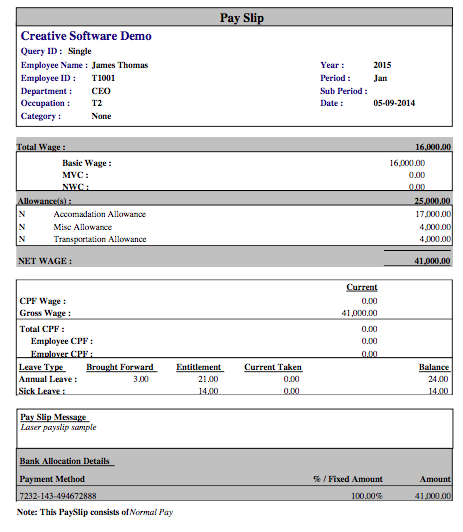 Pay Slip
Creative Software Demo
Query ID : Single
Employee Name : James Thomas Year : 2015
Employee ID : T1001 Period : Jan
Department : CEO Sub Period :
Occupation : T2 Date : 05-09-2014
Category : None
Total Wage : 16,000.00
Basic Wage : 16,000.00
MVC : 0.00
NWC : 0.00
Allowance(s) : 25,000.00
N Accomadation Allowance 17,000.00
N Misc Allowance 4,000.00
N Transportation Allowance 4,000.00
NET WAGE : 41,000.00
Current
CPF Wage : 0.00
Gross Wage : 41,000.00
Total CPF : 0.00
Employee CPF : 0.00
Employer CPF : 0.00
Leave Type Brought Forward Entitlement Current Taken Balance
Annual Leave : 3.00 21.00 0.00 24.00
Sick Leave : 14.00 0.00 14.00
Pay Slip Message
Laser payslip sample
Bank Allocation Details
Payment Method % / Fixed Amount Amount
7232-143-494672888 100.00% 41,000.00
Note: This PaySlip consists of Normal Pay